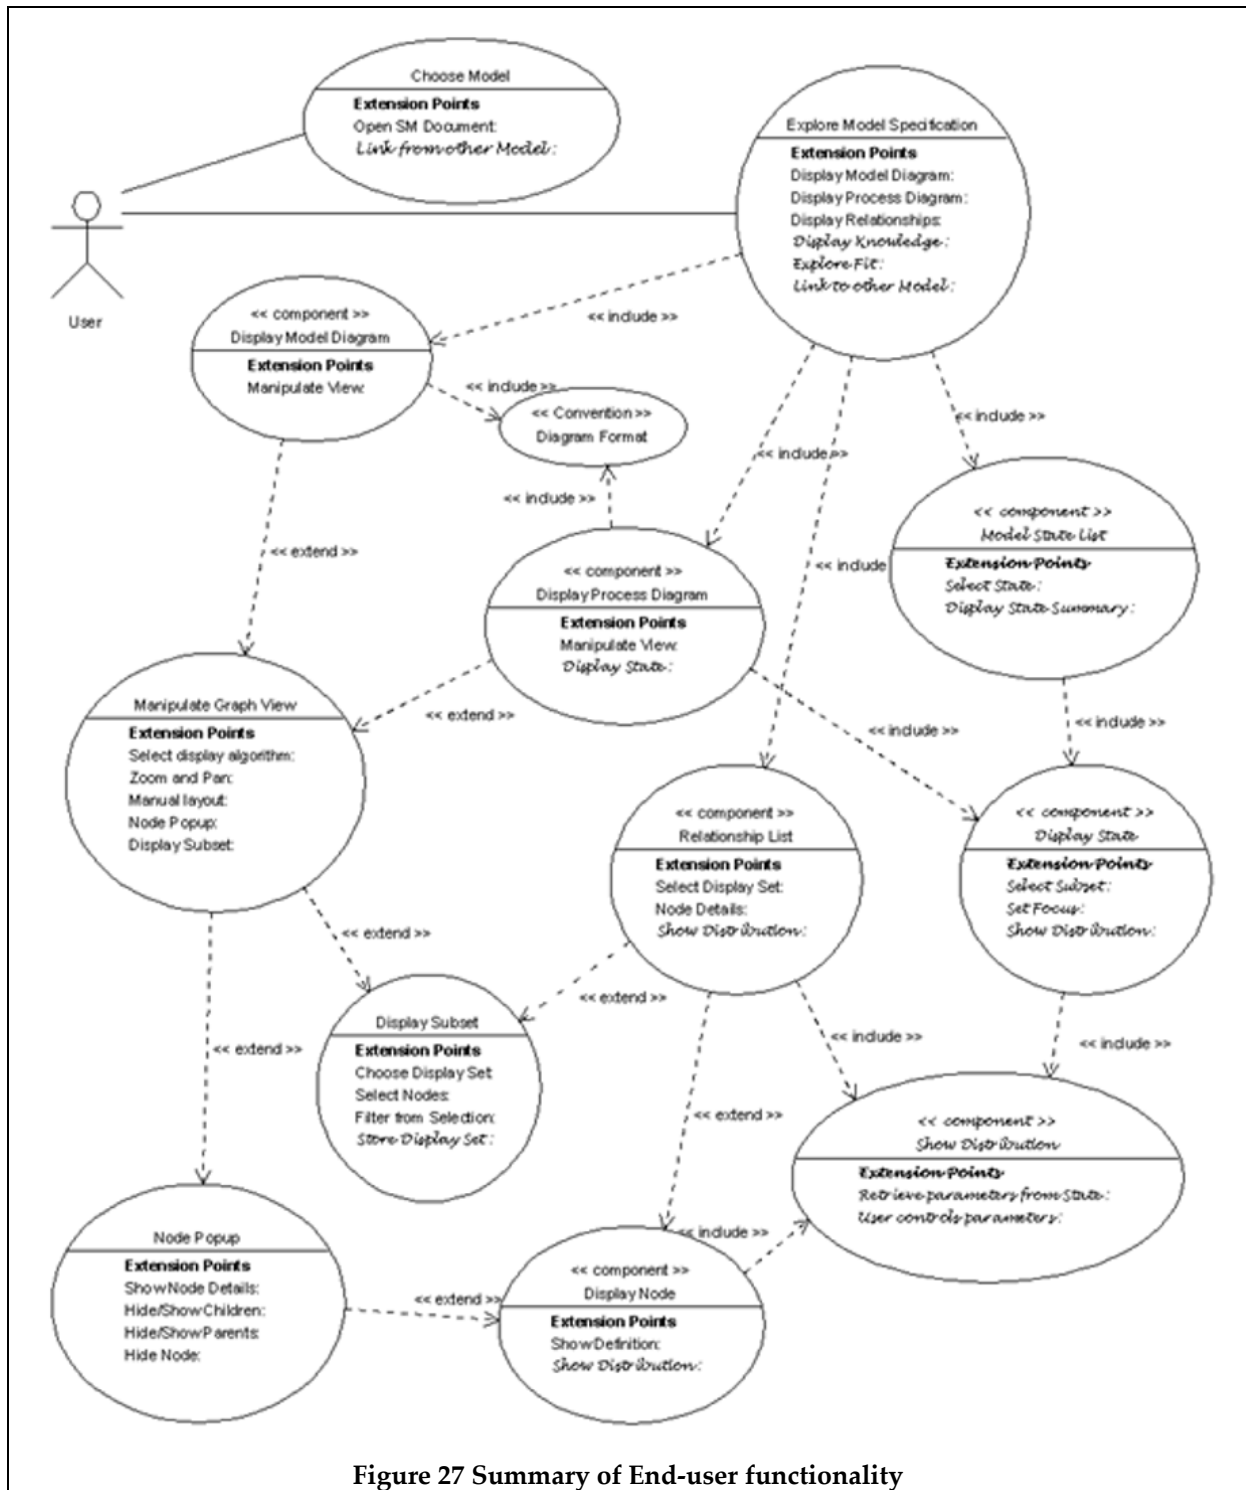 Choose Model
Extension Points
Open SM Document:
Link from other Model:
Explore Model Specification
Extension Points
Display Model Diagram:
Display Process Diagram:
Display Relationships:
Display Knowledge:
Explore Fit:
Link to other Model:
User
<< component >>
Display Model Diagram
Extension Points
Manipulate View:
<< include >>
<< include >>
<< Convention >>
Diagram Format
<< include >>
<< include >>
<< include >>
<< component >>
Model State List
Extension Points
Select State:
Display State Summary:
<< extend >>
<< component >>
Display Process Diagram
Extension Points
Manipulate View:
Display State:
<< include
Manipulate Graph View
Extension Points
Select display algorithm:
Zoom and Pan:
Manual layout:
Node Popup:
Display Subset:
<< extend >>
<< include >>
<< include >>
<< component >>
Relationship List
Extension Points
Select Display Set:
Node Details:
Show Distribution:
<< component >>
Display State
Extension Points
Select Subset:
Set Focus:
Show Distribution:
<< extend >>
<< extend >>
<< extend >>
Display Subset
Extension Points
Choose Display Set:
Select Nodes:
Filter from Selection:
Store Display Set:
<< include >>
<< include >>
<< extend >>
<< component >>
Show Distribution
Extension Points
Retrieve parameters from State:
User controls parameters:
Node Popup
Extension Points
Show Node Details:
Hide/Show Children:
Hide/Show Parents:
Hide Node:
<< extend >>
<< include >>
<< component >>
Display Node
Extension Points
Show Definition:
Show Distribution:
Figure 27 Summary of End-user functionality